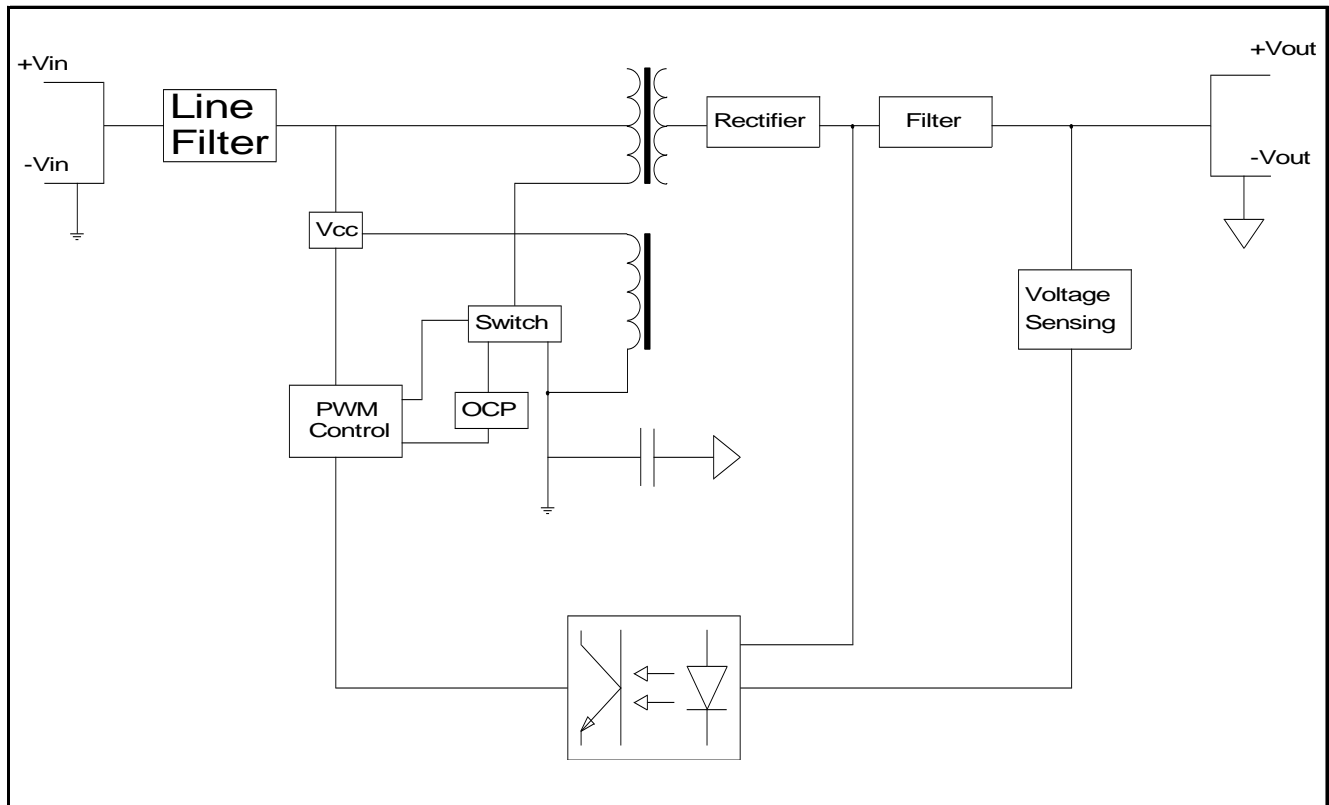 +Vin
-Vin
Line
Filter
Vcc
Switch
PWM
Control
OCP
Rectifier
Filter
+Vout
-Vout
Voltage
Sensing